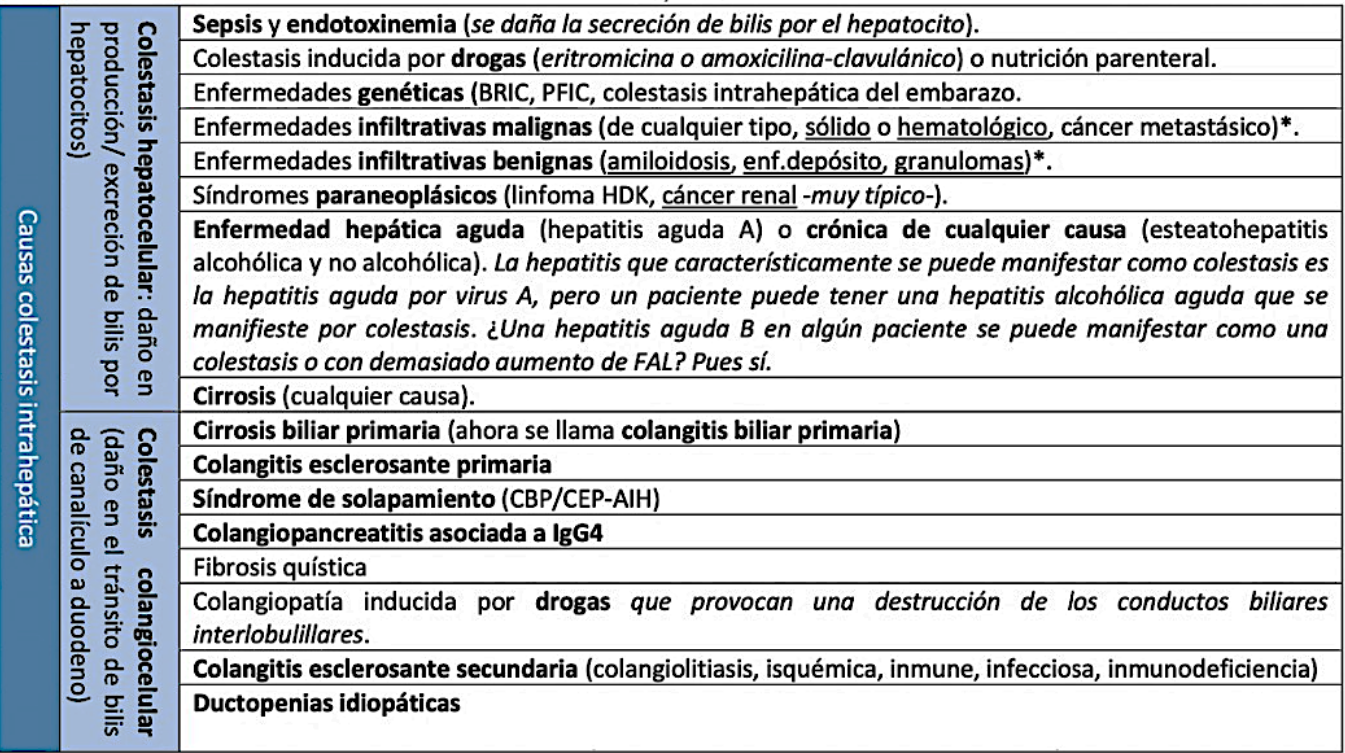 Causas colestasis intrahepática
Colestasis hepatocelular: daño en
producción/ excreción de bilis por
hepatocitos)
Sepsis y endotoxinemia (se daña la secreción de bilis por el hepatocito).
Colestasis inducida por drogas (eritromicina o amoxicilina-clavulánico) o nutrición parenteral.
Enfermedades genéticas (BRIC, PFIC, colestasis intrahepática del embarazo.
Enfermedades infiltrativas malignas (de cualquier tipo, sólido o hematológico, cáncer metastásico)*.
Enfermedades infiltrativas benignas (amiloidosis, enf.depósito, granulomas)*.
Síndromes paraneoplásicos (linfoma HDK, cáncer renal -muy típico-).
Enfermedad hepática aguda (hepatitis aguda A) o crónica de cualquier causa (esteatohepatitis
alcohólica y no alcohólica). La hepatitis que característicamente se puede manifestar como colestasis es
la hepatitis aguda por virus A, pero un paciente puede tener una hepatitis alcohólica aguda que se
manifieste por colestasis. ¿Una hepatitis aguda B en algún paciente se puede manifestar como una
colestasis o con demasiado aumento de FAL? Pues sí.
Cirrosis (cualquier causa).
Colestasis colangiocelular
(daño en el tránsito de bilis
de canalículo a duodeno)
Cirrosis biliar primaria (ahora se llama colangitis biliar primaria)
Colangitis esclerosante primaria
Síndrome de solapamiento (CBP/CEP-AIH)
Colangiopancreatitis asociada a IgG4
Fibrosis quística
Colangiopatía inducida por drogas que provocan una destrucción de los conductos biliares
interlobulillares.
Colangitis esclerosante secundaria (colangiolitiasis, isquémica, inmune, infecciosa, inmunodeficiencia)
Ductopenias idiopáticas